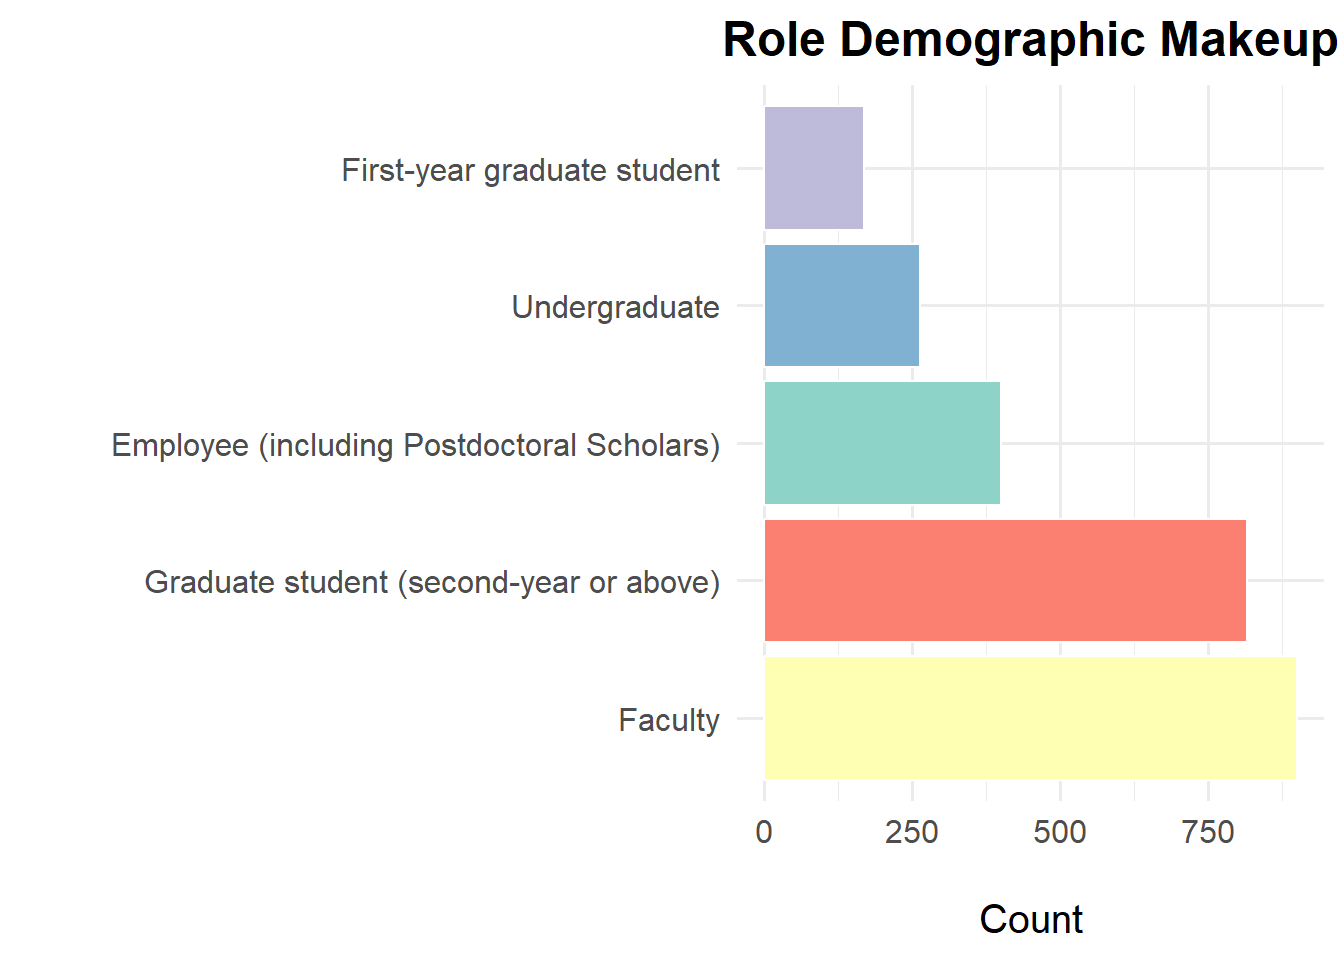 Role Demographic Makeup
First-year graduate student
Undergraduate
Employee (including Postdoctoral Scholars)
Graduate student (second-year or above)
Faculty
0 250 500 750
Count